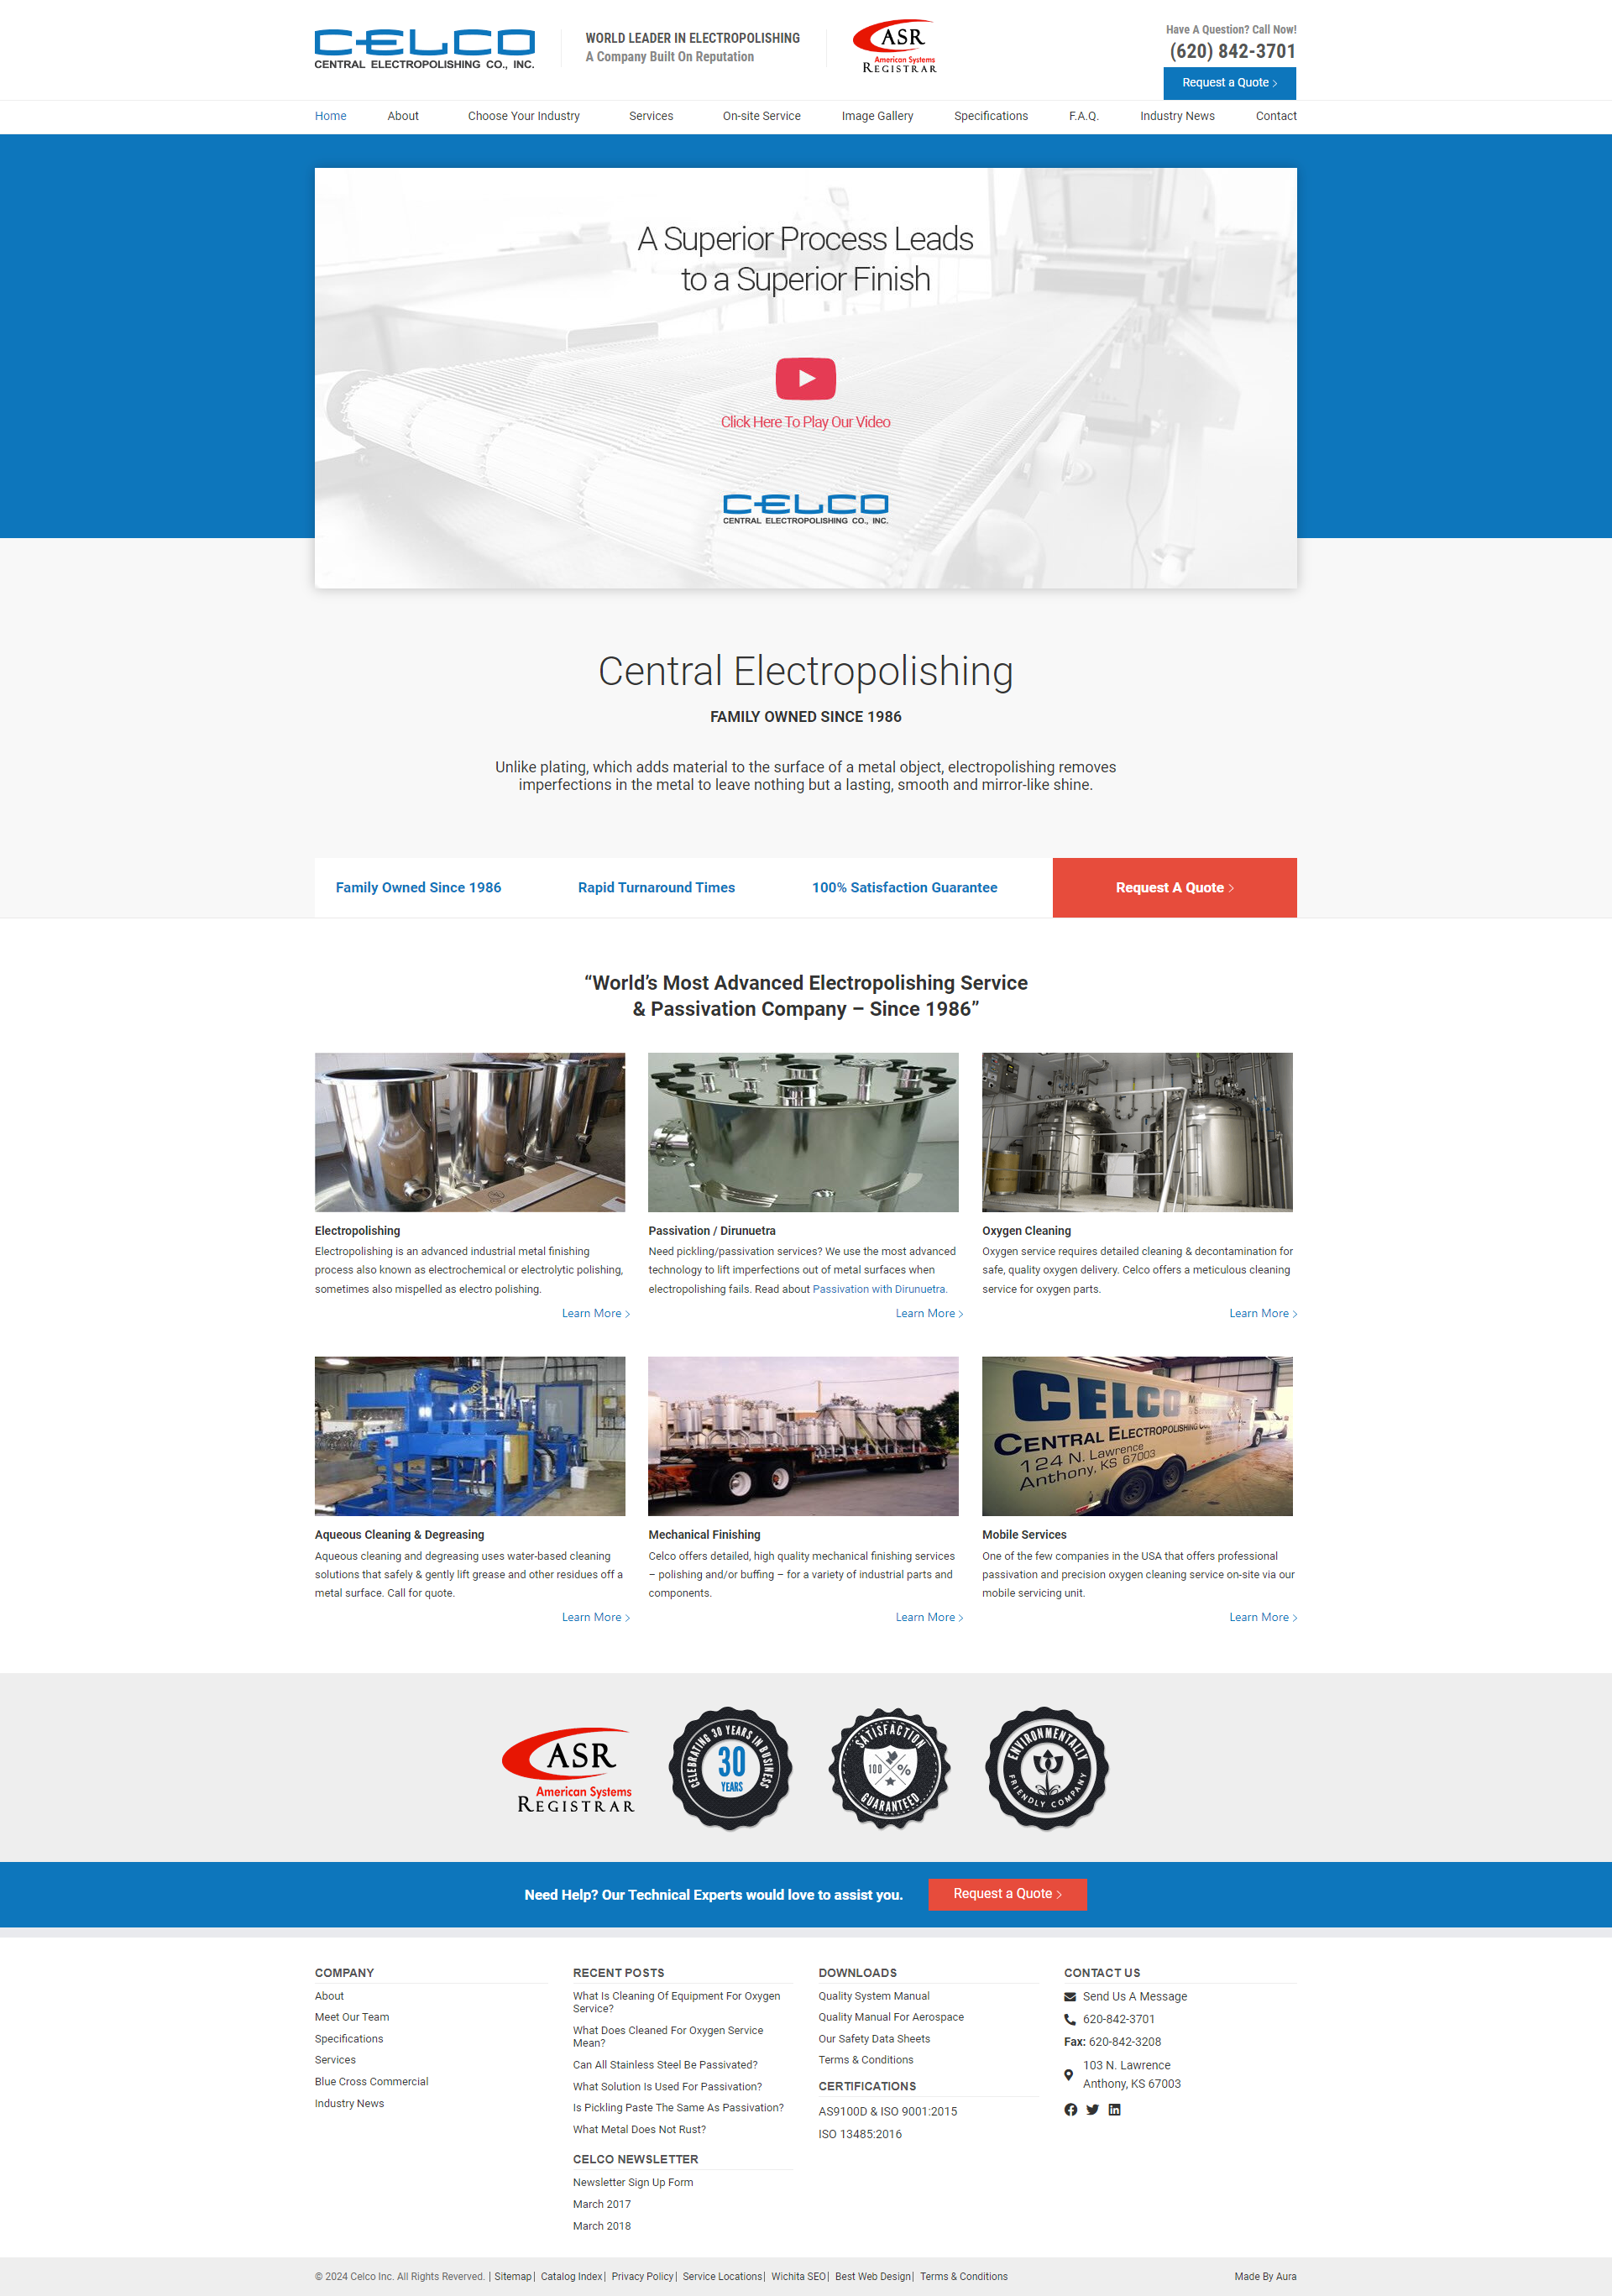 CELCO
CENTRAL ELECTROPOLISHING CO., INC.
WORLD LEADER IN ELECTROPOLISHING
A Company Built On Reputation
ASR
American Systems
REGISTRAR
Have A Question? Call Now!
(620) 842-3701
Request a Quote
Home About Choose Your Industry Services On-site Service Image Gallery Specifications F.A.Q. Industry News Contact
A Superior Process Leads
to a Superior Finish
Click Here To Play Our Video
CELCO
CENTRAL ELECTROPOLISHING CO., INC.
Central Electropolishing
FAMILY OWNED SINCE 1986
Unlike plating, which adds material to the surface of a metal object, electropolishing removes
imperfections in the metal to leave nothing but a lasting, smooth and mirror-like shine.
Family Owned Since 1986
Rapid Turnaround Times
100% Satisfaction Guarantee
Request A Quote
“World’s Most Advanced Electropolishing Service
& Passivation Company – Since 1986”
Electropolishing
Electropolishing is an advanced industrial metal finishing
process also known as electrochemical or electrolytic polishing,
sometimes also mispelled as electro polishing.
Learn More
Passivation / Dirunuetra
Need pickling/passivation services? We use the most advanced
technology to lift imperfections out of metal surfaces when
electropolishing fails. Read about Passivation with Dirunuetra.
Learn More
Oxygen Cleaning
Oxygen service requires detailed cleaning & decontamination for
safe, quality oxygen delivery. Celco offers a meticulous cleaning
service for oxygen parts.
Learn More
CELCO
CENTRAL ELECTROPOLISHING
124 N. Lawrence
Anthony, KS 67003
Aqueous Cleaning & Degreasing
Aqueous cleaning and degreasing uses water-based cleaning
solutions that safely & gently lift grease and other residues off a
metal surface. Call for quote.
Learn More
Mechanical Finishing
Celco offers detailed, high quality mechanical finishing services
– polishing and/or buffing – for a variety of industrial parts and
components.
Learn More
Mobile Services
One of the few companies in the USA that offers professional
passivation and precision oxygen cleaning service on-site via our
mobile servicing unit.
Learn More
ASR
American Systems
REGISTRAR
CELEBRATING 30 YEARS IN BUSINESS
30
YEARS
SATISFACTION
100 %
GUARANTEED
ENVIRONMENTALLY
FRIENDLY COMPANY
Need Help? Our Technical Experts would love to assist you.
Request a Quote
COMPANY
About
Meet Our Team
Specifications
Services
Blue Cross Commercial
Industry News
RECENT POSTS
What Is Cleaning Of Equipment For Oxygen
Service?
What Does Cleaned For Oxygen Service
Mean?
Can All Stainless Steel Be Passivated?
What Solution Is Used For Passivation?
Is Pickling Paste The Same As Passivation?
What Metal Does Not Rust?
CELCO NEWSLETTER
Newsletter Sign Up Form
March 2017
March 2018
DOWNLOADS
Quality System Manual
Quality Manual For Aerospace
Our Safety Data Sheets
Terms & Conditions
CERTIFICATIONS
AS9100D & ISO 9001:2015
ISO 13485:2016
CONTACT US
Send Us A Message
620-842-3701
Fax: 620-842-3208
103 N. Lawrence
Anthony, KS 67003
© 2024 Celco Inc. All Rights Reverved. | Sitemap | Catalog Index | Privacy Policy | Service Locations | Wichita SEO | Best Web Design | Terms & Conditions
Made By Aura